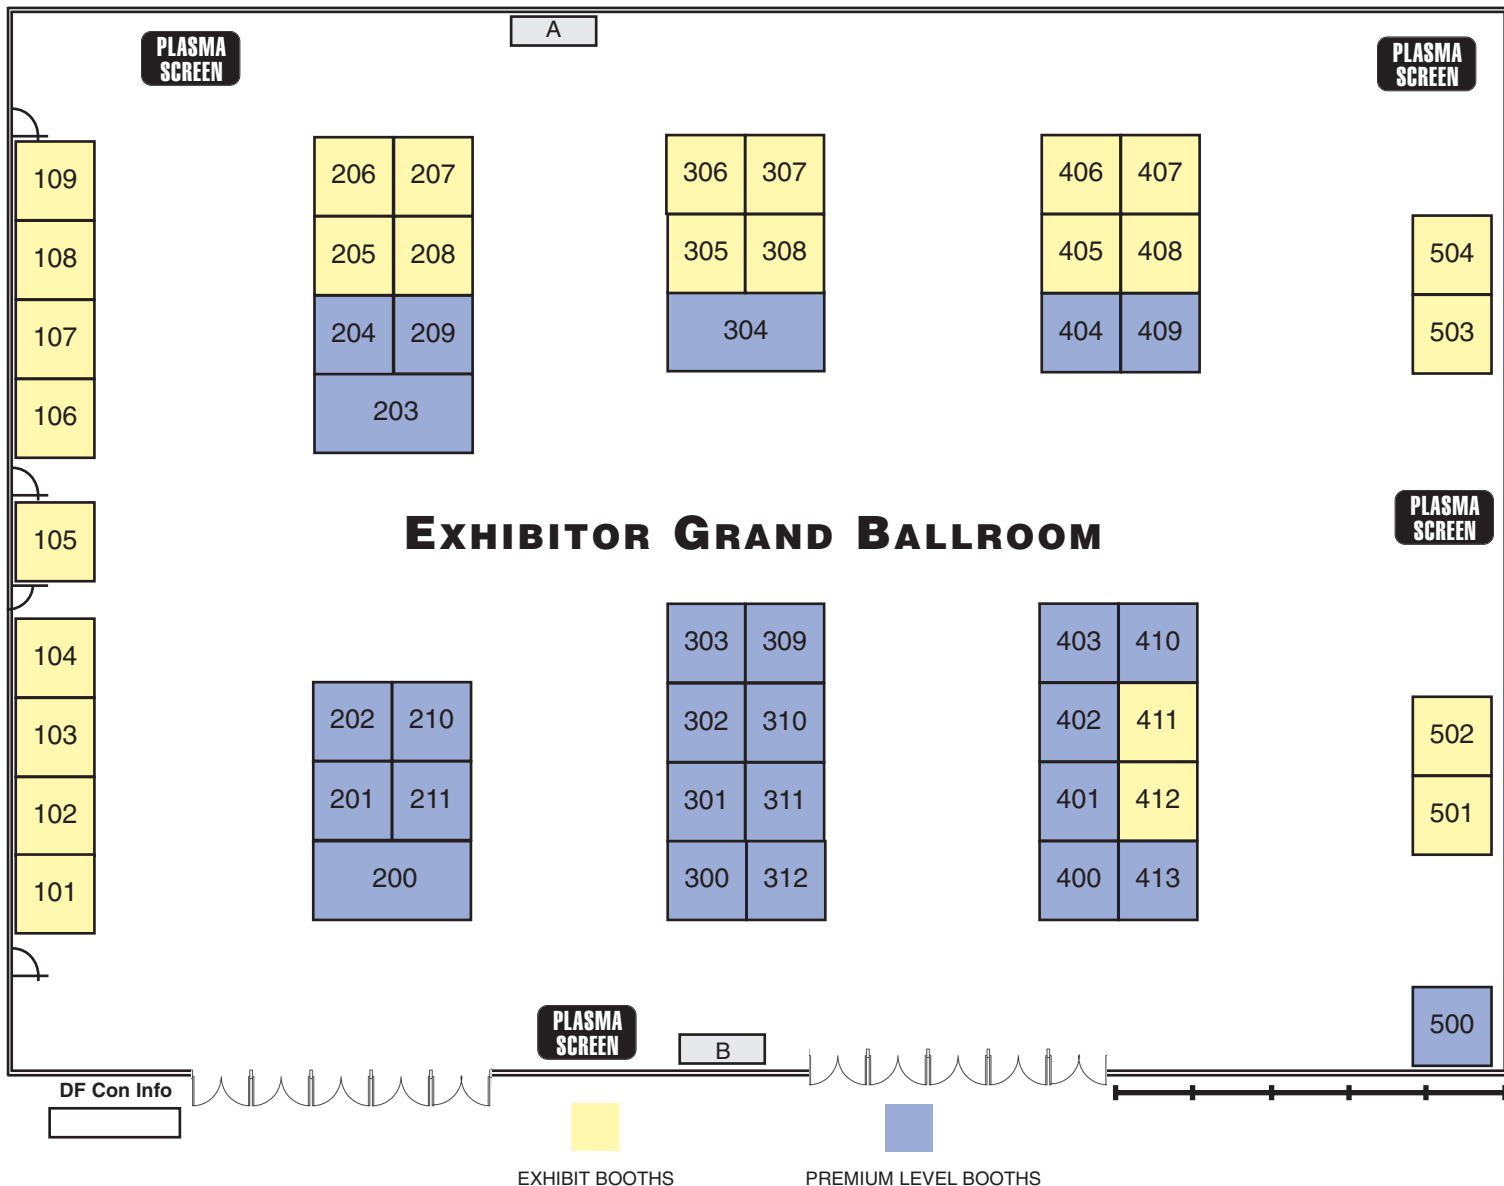 A
PLASMA
SCREEN
PLASMA
SCREEN
109
108
107
106
105
104
103
102
101
206 207
205 208
204 209
203
306 307
305 308
304
406 407
405 408
404 409
504
503
PLASMA
SCREEN
EXHIBITOR GRAND BALLROOM
202 210
201 211
200
303 309
302 310
301 311
300 312
403 410
402 411
401 412
400 413
502
501
500
PLASMA
SCREEN
B
DF Con Info
EXHIBIT BOOTHS
PREMIUM LEVEL BOOTHS